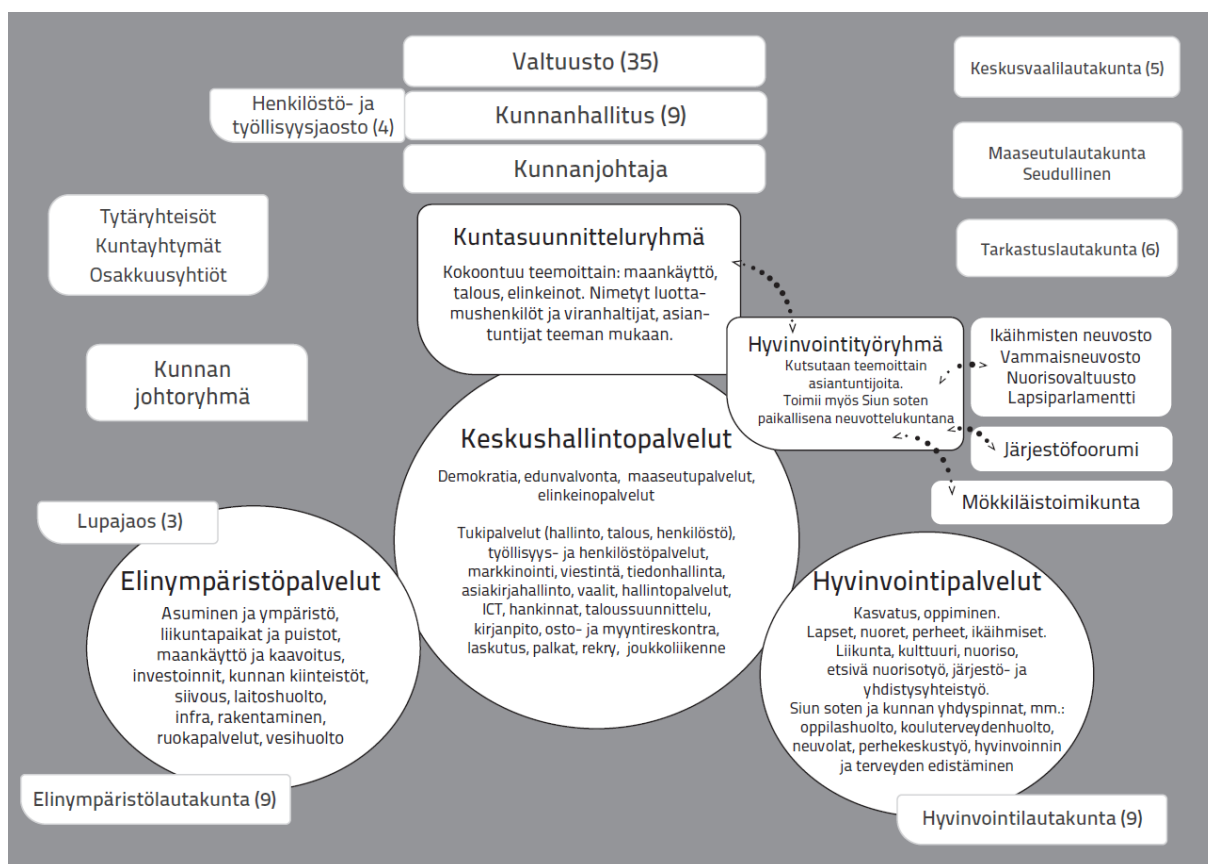 Valtuusto (35)
Keskusvaalilautakunta (5)
Henkilöstö- ja
työllisyysjaosto (4)
Kunnanhallitus (9)
Kunnanjohtaja
Maaseutulautakunta
Seudullinen
Tytäryhteisöt
Kuntayhtymät
Osakkuusyhtiöt
Kuntasuunnitteluryhmä
Kokoontuu teemoittain: maankäyttö,
talous, elinkeinot. Nimetyt luotta-
mushenkilöt ja viranhaltijat, asian-
tuntijat teeman mukaan.
Tarkastuslautakunta (6)
Hyvinvointityöryhmä
Kutsutaan teemoittain
asiantuntijoita.
Toimii myös Siun soten
paikallisena neuvottelukuntana
Ikäihmisten neuvosto
Vammaisneuvosto
Nuorisovaltuusto
Lapsiparlamentti
Kunnan
johtoryhmä
Järjestöfoorumi
Mökkiläistoimikunta
Keskushallintopalvelut
Demokratia, edunvalvonta, maaseutupalvelut,
elinkeinopalvelut
Tukipalvelut (hallinto, talous, henkilöstö),
työllisyys- ja henkilöstöpalvelut,
markkinointi, viestintä, tiedonhallinta,
asiakirjahallinto, vaalit, hallintopalvelut,
ICT, hankinnat, taloussuunnittelu,
kirjanpito, osto- ja myyntireskontra,
laskutus, palkat, rekry, joukkoliikenne
Lupajaos (3)
Elinympäristöpalvelut
Asuminen ja ympäristö,
liikuntapaikat ja puistot,
maankäyttö ja kaavoitus,
investoinnit, kunnan kiinteistöt,
siivous, laitoshuolto,
infra, rakentaminen,
ruokapalvelut, vesihuolto
Elinympäristölautakunta (9)
Hyvinvointipalvelut
Kasvatus, oppiminen.
Lapset, nuoret, perheet, ikäihmiset.
Liikunta, kulttuuri, nuoriso,
etsivä nuorisotyö, järjestö- ja
yhdistysyhteistyö.
Siun soten ja kunnan yhdyspinnat, mm.:
oppilashuolto, kouluterveydenhuolto,
neuvolat, perhekeskustyö, hyvinvoinnin
ja terveyden edistäminen
Hyvinvointilautakunta (9)